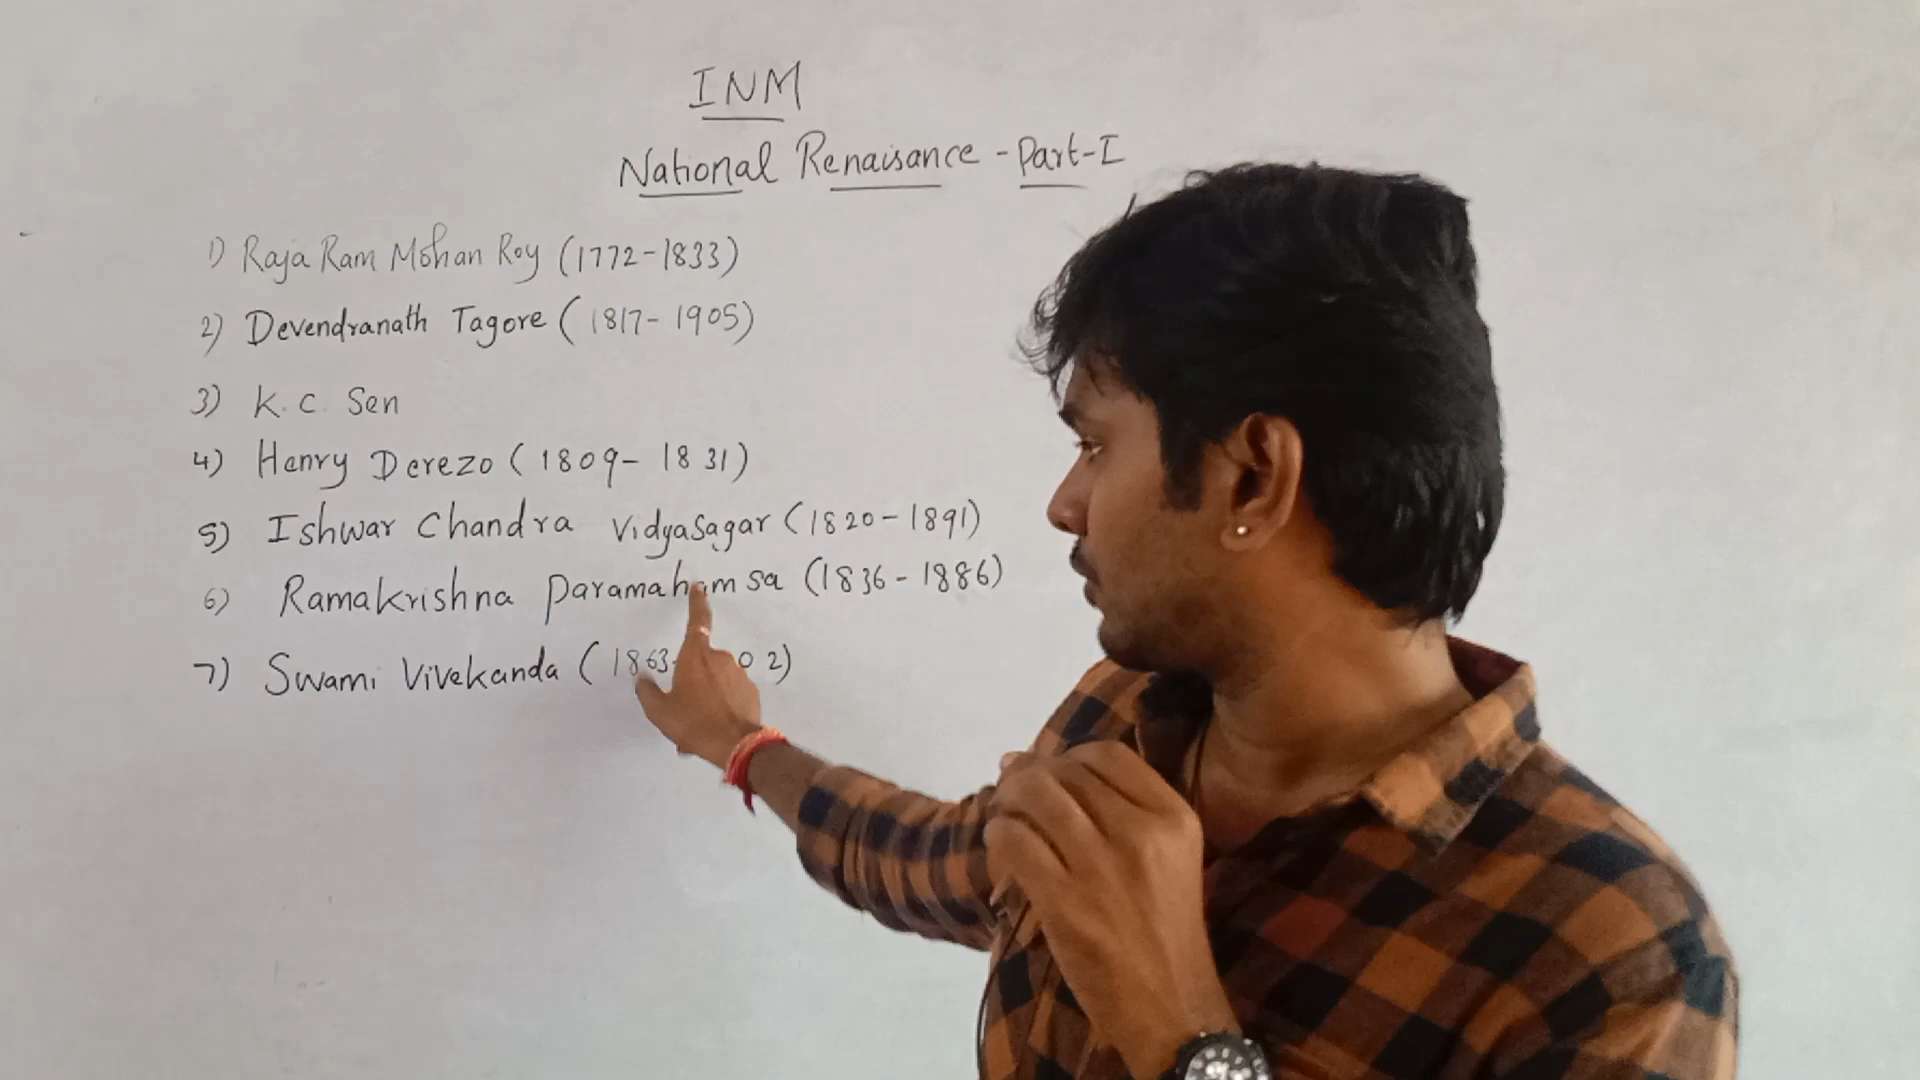 INM
National Renaisance - Part-I
1) Raja Ram Mohan Roy (1772-1833)
2) Devendranath Tagore (1817-1905)
3) K.C. Sen
4) Henry Derezo (1809-1831)
5) Ishwar Chandra Vidyasagar (1820-1891)
6) Ramakrishna Paramahamsa (1836-1886)
7) Swami Vivekanda (1863-